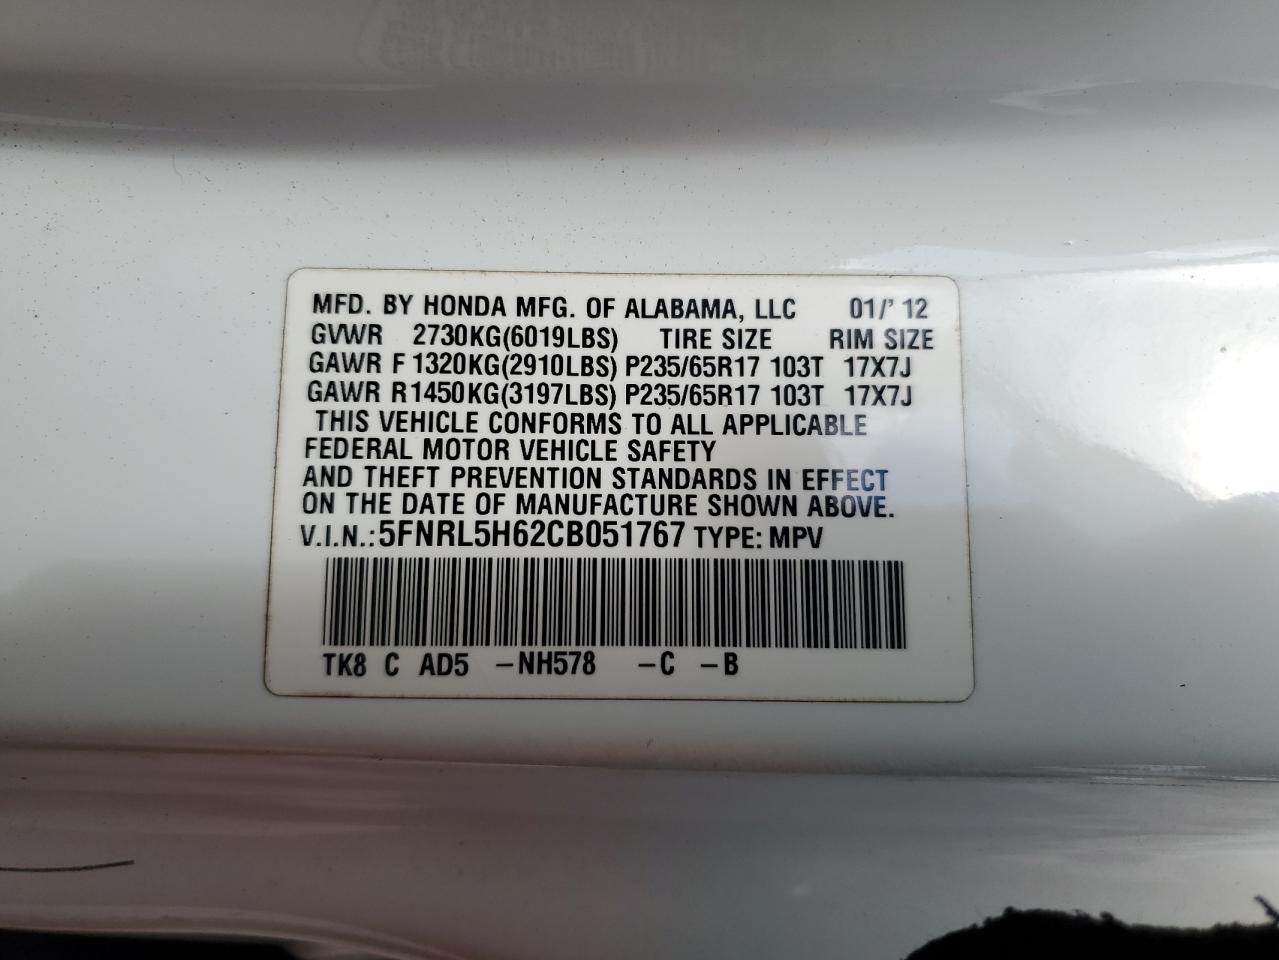 MFD. BY HONDA MFG. OF ALABAMA, LLC 01/' 12
GVWR 2730KG(6019LBS) TIRE SIZE RIM SIZE
GAWR F 1320KG(2910LBS) P235/65R17 103T 17X7J
GAWR R1450KG(3197LBS) P235/65R17 103T 17X7J
THIS VEHICLE CONFORMS TO ALL APPLICABLE
FEDERAL MOTOR VEHICLE SAFETY
AND THEFT PREVENTION STANDARDS IN EFFECT
ON THE DATE OF MANUFACTURE SHOWN ABOVE.
V.I.N.: 5FNRL5H62CB051767 TYPE: MPV
TK8 C AD5 -NH578 -C -B